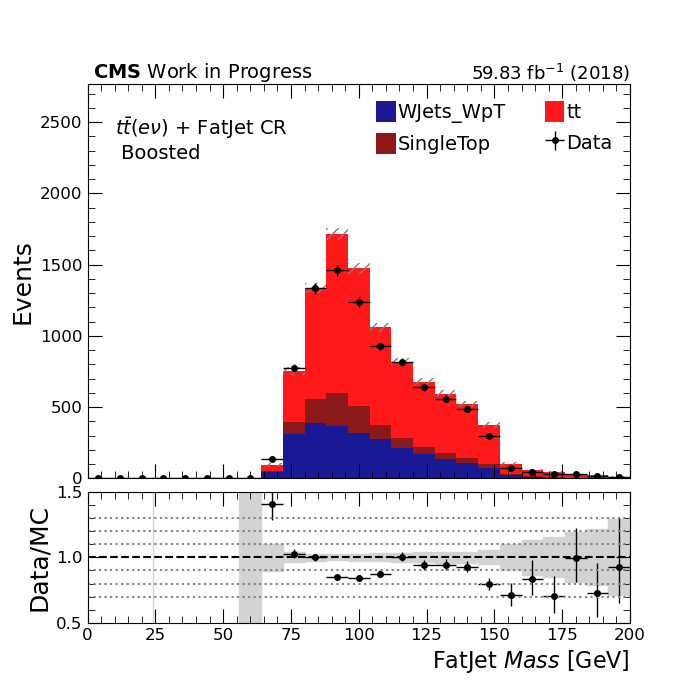 CMS Work in Progress 59.83 fb⁻¹ (2018)
tt̄(eν) + FatJet CR
Boosted
WJets_WpT tt
SingleTop Data
Events
2500
2000
1500
1000
500
0
Data/MC
1.5
1.0
0.5
0 25 50 75 100 125 150 175 200
FatJet Mass [GeV]